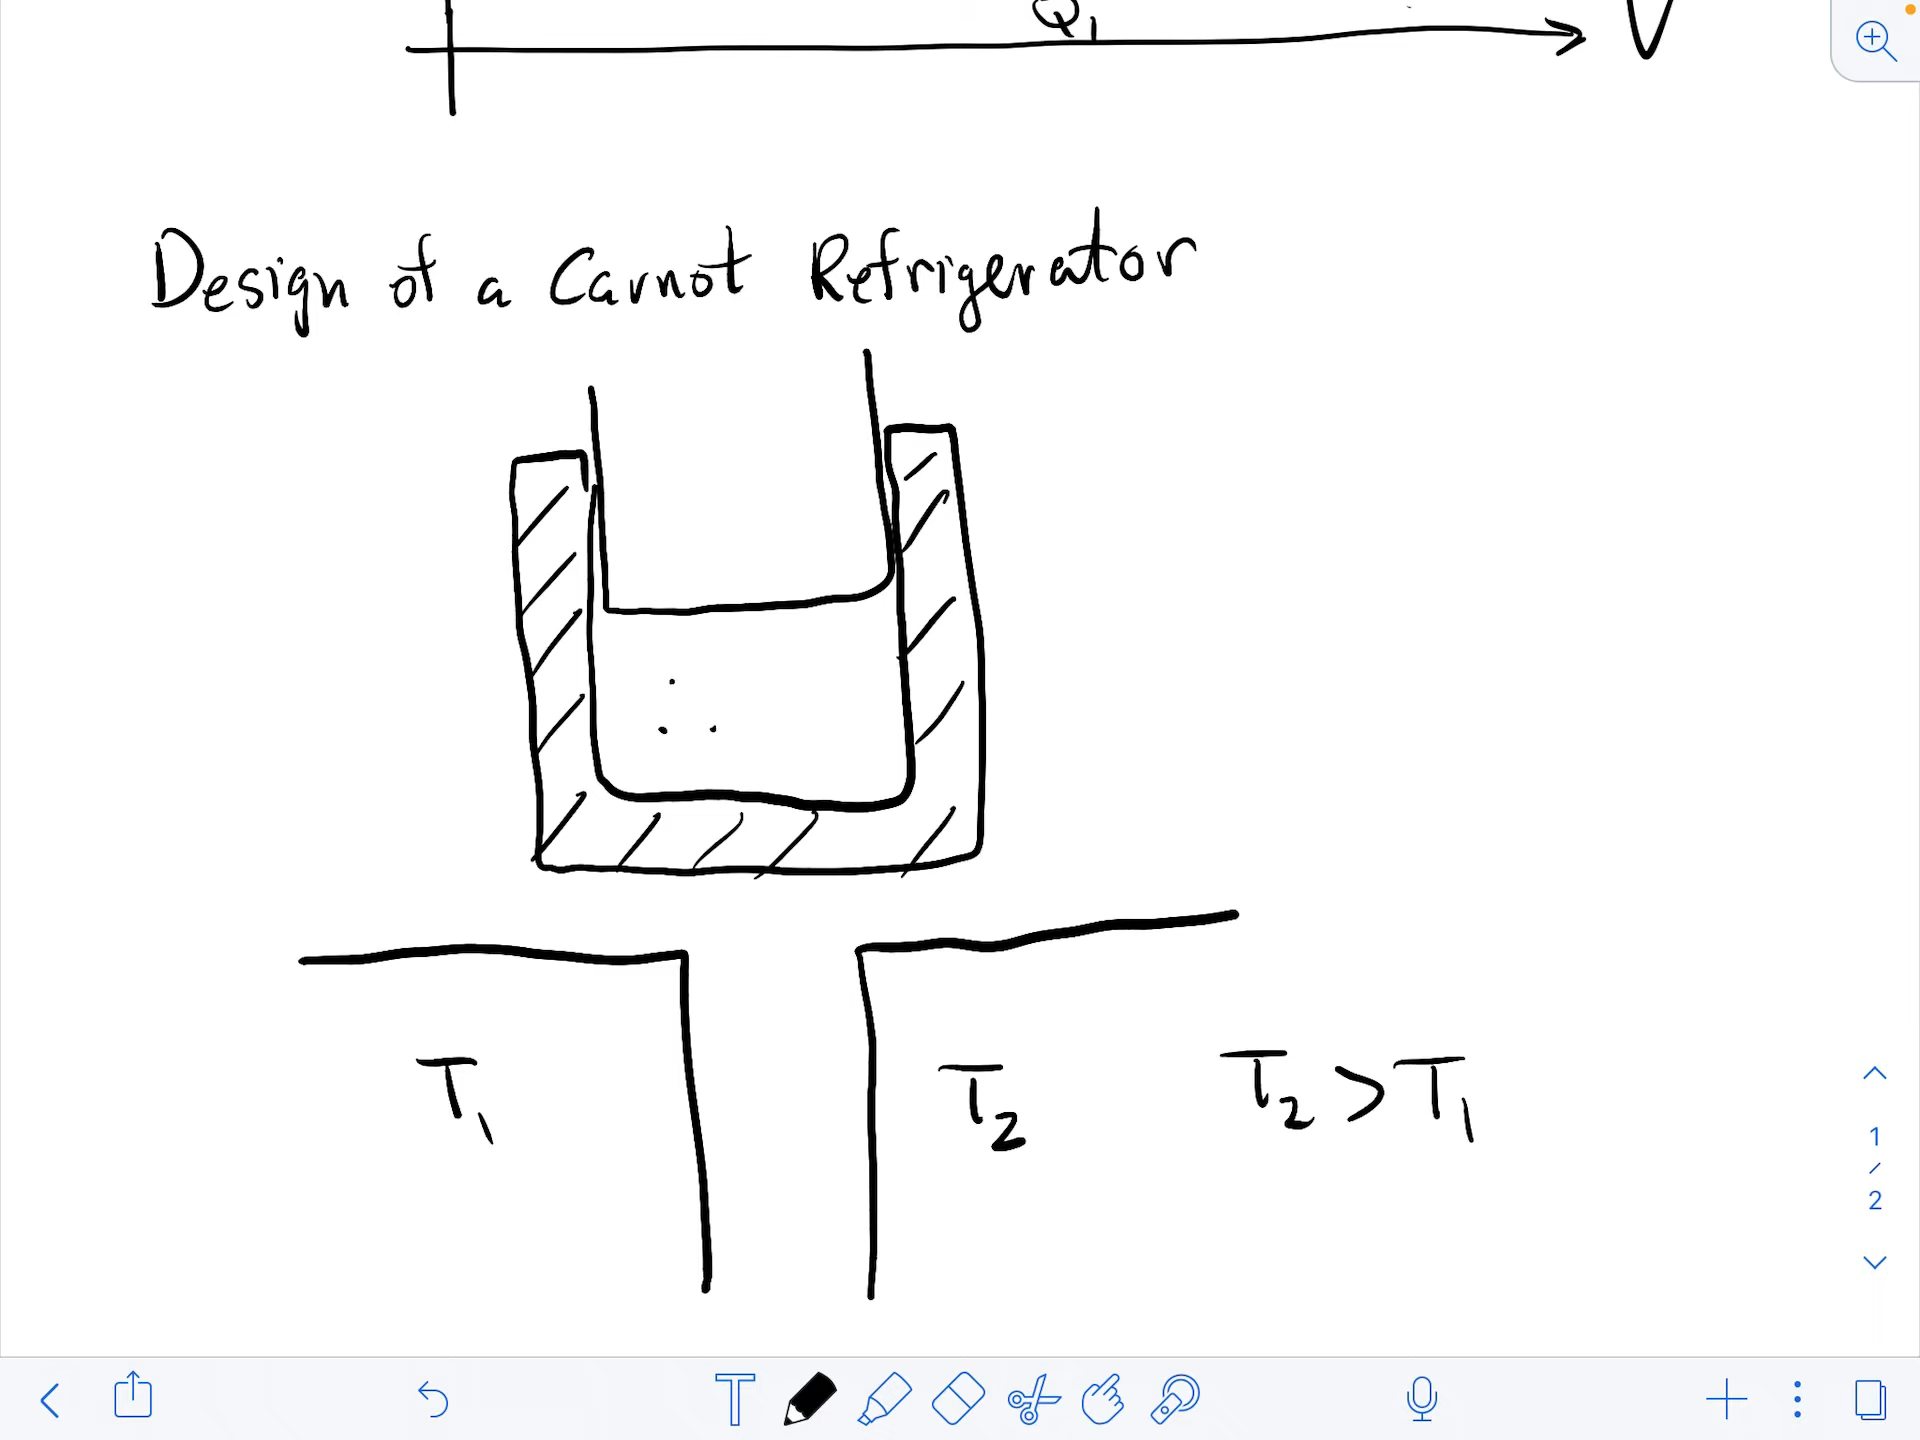 Q₁ V
Design of a Carnot Refrigerator
T₁ T₂ T₂ > T₁
1
/
2
T